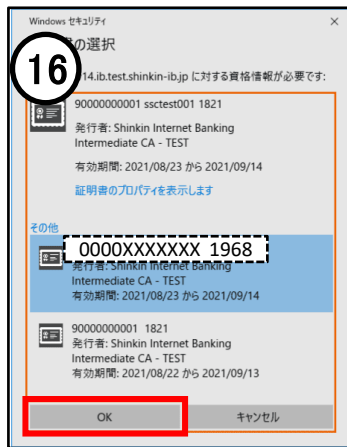 Windows セキュリティ
の選択
16
14.ib.test.shinkin-ib.jp に対する資格情報が必要です:
90000000001 ssctest001 1821
発行者: Shinkin Internet Banking
Intermediate CA - TEST
有効期間: 2021/08/23 から 2021/09/14
証明書のプロパティを表示します
その他
0000XXXXXXX 1968
発行者: Shinkin Internet Banking
Intermediate CA - TEST
有効期間: 2021/08/23 から 2021/09/14
90000000001 1821
発行者: Shinkin Internet Banking
Intermediate CA - TEST
有効期間: 2021/08/22 から 2021/09/13
OK
キャンセル